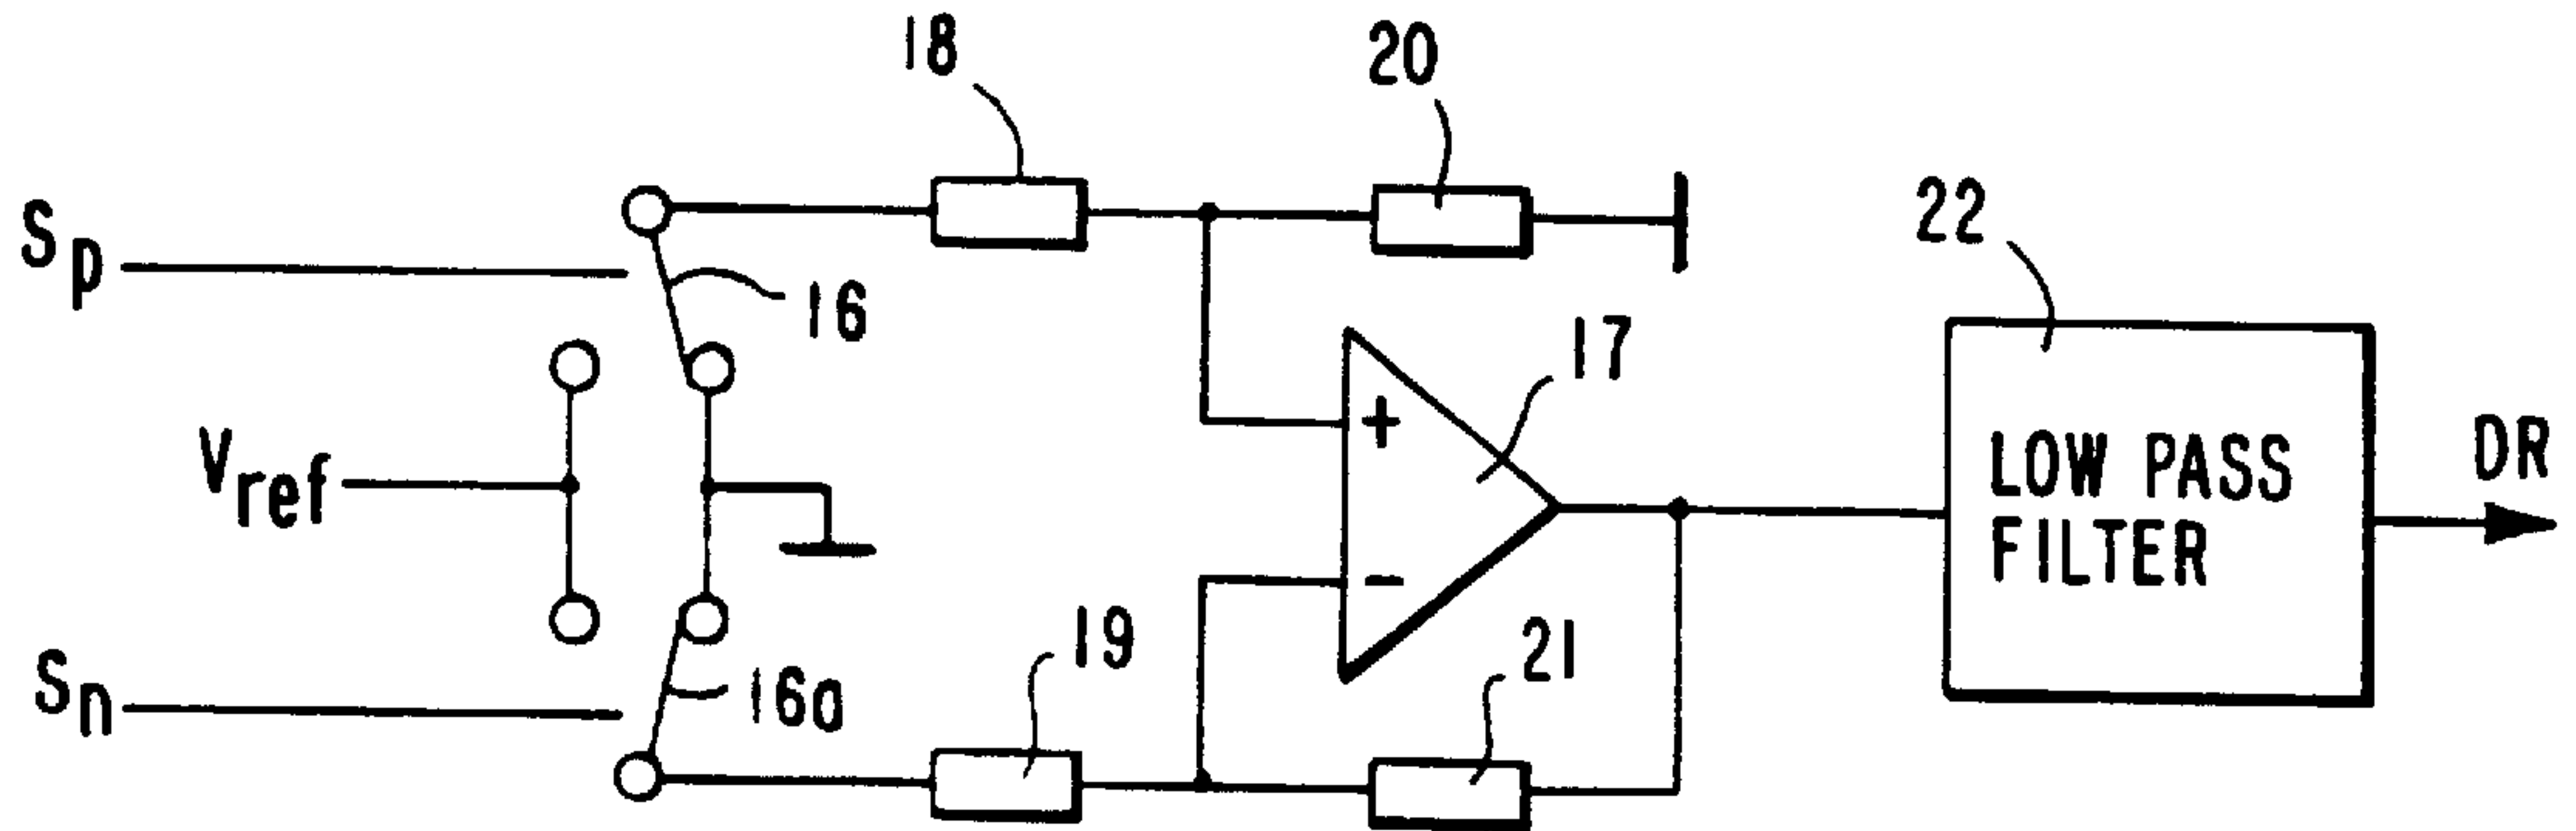 18
20
Sp
22
16
17
Vref
+
LOW PASS
FILTER
DR
-
19
21
Sn
16a